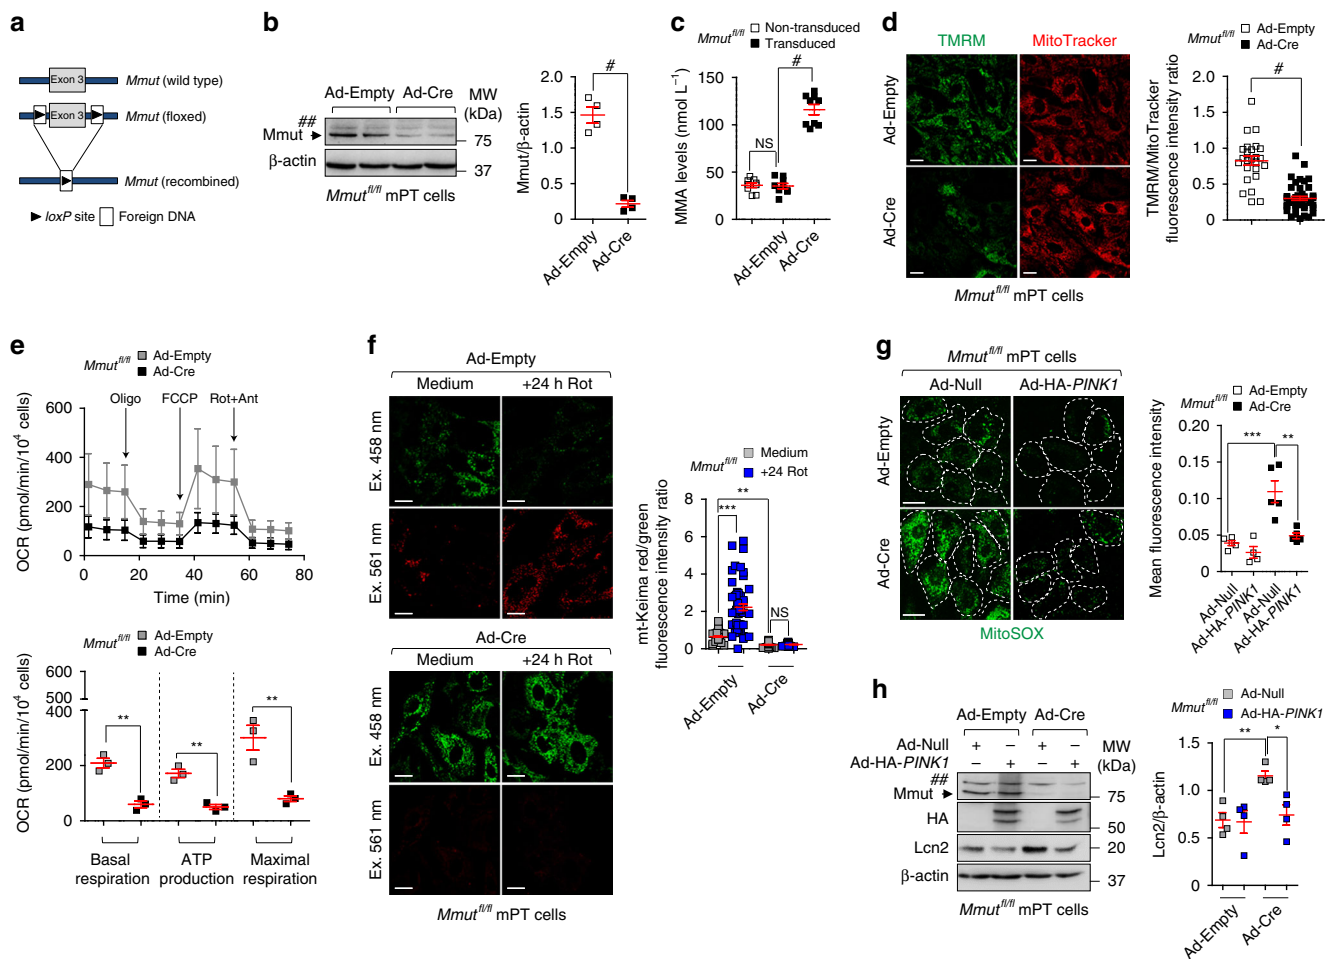 a
Exon 3
Mmut (wild type)
Exon 3
Mmut (floxed)
Mmut (recombined)
loxP site
Foreign DNA
b
Ad-Empty Ad-Cre
MW
(kDa)
##
Mmut
75
β-actin
37
Mmut^fl/fl mPT cells
Mmut/β-actin
2.0
1.5
1.0
0.5
0
#
Ad-Empty
Ad-Cre
c
Mmut^fl/fl
Non-transduced
Transduced
MMA levels (nmol L⁻¹)
150
100
50
0
NS
#
Ad-Empty
Ad-Cre
d
TMRM MitoTracker
Ad-Empty
Ad-Cre
Mmut^fl/fl mPT cells
Mmut^fl/fl
Ad-Empty
Ad-Cre
TMRM/MitoTracker
fluorescence intensity ratio
2.0
1.5
1.0
0.5
0
#
Ad-Empty
Ad-Cre
e
Mmut^fl/fl
Ad-Empty
Ad-Cre
OCR (pmol/min/10⁴ cells)
600
400
200
0
Oligo FCCP Rot+Ant
0 20 40 60 80
Time (min)
Mmut^fl/fl
Ad-Empty
Ad-Cre
OCR (pmol/min/10⁴ cells)
600
500
400
200
0
** ** **
Basal
respiration
ATP
production
Maximal
respiration
f
Ad-Empty
Medium +24 h Rot
Ex. 458 nm
Ex. 561 nm
Ad-Cre
Medium +24 h Rot
Ex. 458 nm
Ex. 561 nm
Mmut^fl/fl mPT cells
Mmut^fl/fl
Medium
+24 Rot
mt-Keima red/green
fluorescence intensity ratio
8
6
4
2
0
**
***
NS
Ad-Empty
Ad-Cre
g
Mmut^fl/fl mPT cells
Ad-Null Ad-HA-PINK1
Ad-Empty
Ad-Cre
MitoSOX
Mmut^fl/fl
Ad-Empty
Ad-Cre
Mean fluorescence intensity
0.20
0.15
0.10
0.05
0
*** **
Ad-Null
Ad-HA-PINK1
Ad-Null
Ad-HA-PINK1
h
Ad-Empty Ad-Cre
Ad-Null + − + −
Ad-HA-PINK1 − + − +
MW
(kDa)
##
Mmut
75
HA
50
Lcn2
20
β-actin
37
Mmut^fl/fl mPT cells
Mmut^fl/fl
Ad-Null
Ad-HA-PINK1
Lcn2/β-actin
1.5
1.0
0.5
0
** *
Ad-Empty
Ad-Cre